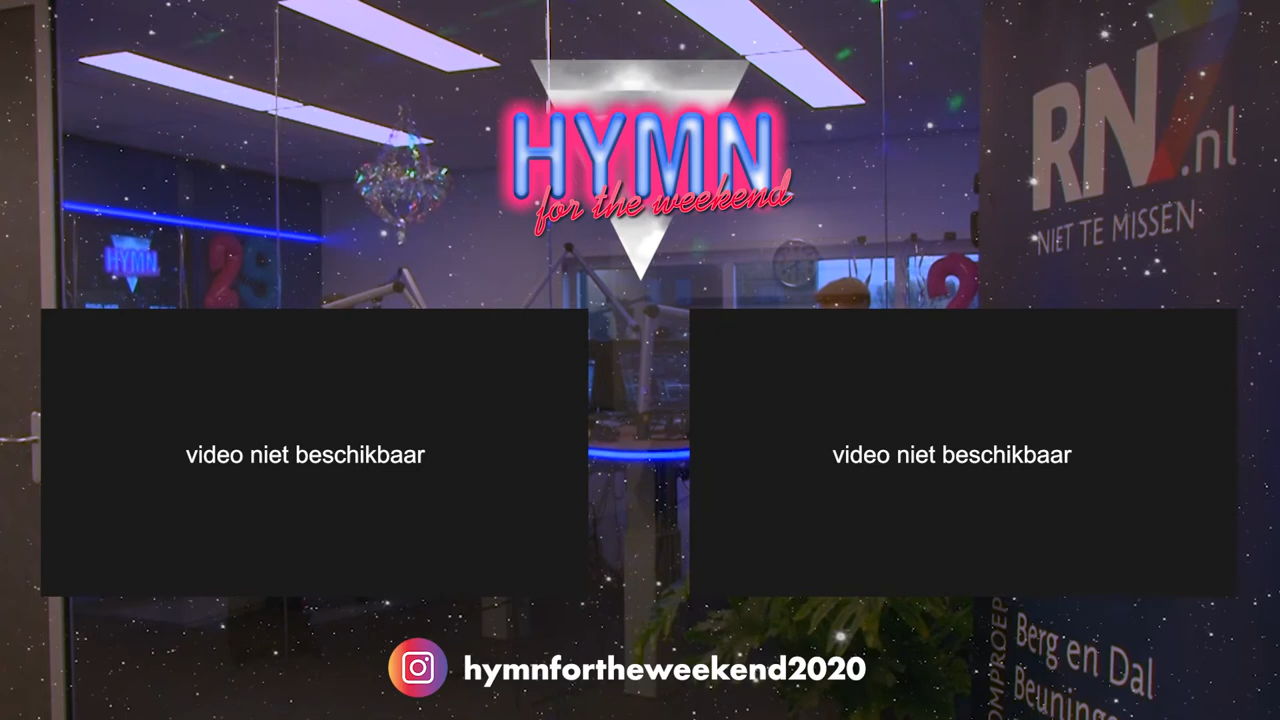 HYMN
for the weekend
RN7.nl
NIET TE MISSEN
HYMN
video niet beschikbaar
video niet beschikbaar
hymnfortheweekend2020
Berg en Dal